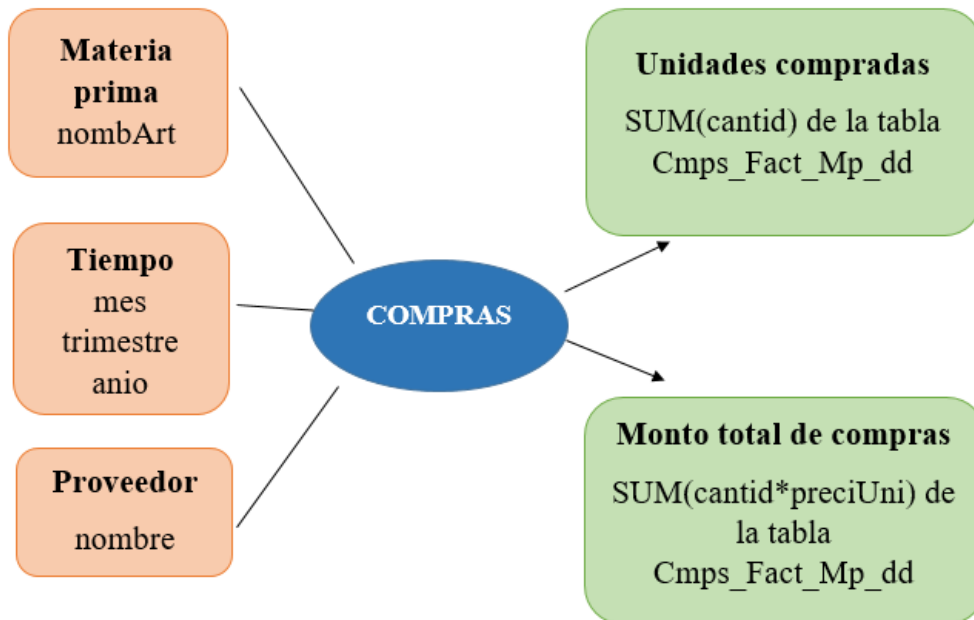 Materia
prima
nombArt
Tiempo
mes
trimestre
anio
Proveedor
nombre
COMPRAS
Unidades compradas
SUM(cantid) de la tabla
Cmps_Fact_Mp_dd
Monto total de compras
SUM(cantid*preciUni) de
la tabla
Cmps_Fact_Mp_dd